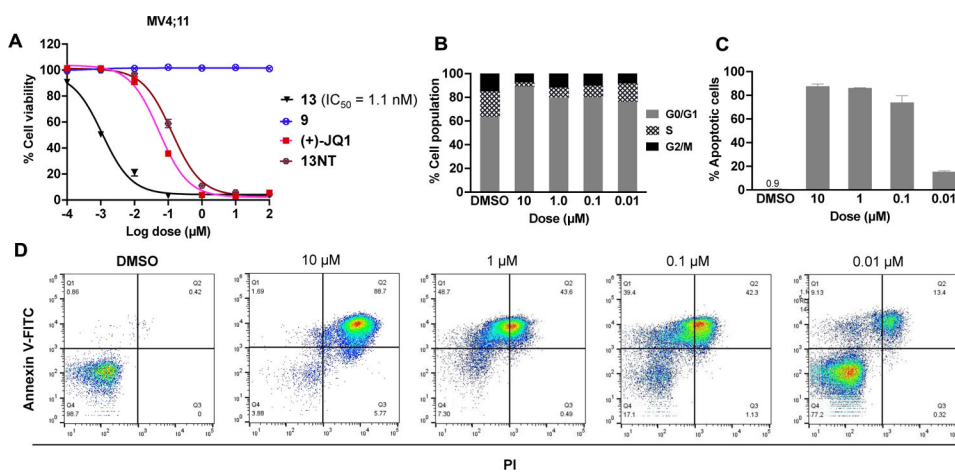 MV4;11
A
% Cell viability
120
100
80
60
40
20
0
-4 -3 -2 -1 0 1 2
Log dose (µM)
13 (IC50 = 1.1 nM)
9
(+)-JQ1
13NT
B
% Cell population
100
80
60
40
20
0
DMSO 10 1.0 0.1 0.01
Dose (µM)
G0/G1
S
G2/M
C
% Apoptotic cells
100
80
60
40
20
0
0.9
DMSO 10 1 0.1 0.01
Dose (µM)
D
Annexin V-FITC
DMSO
Q1
0.86
Q2
0.42
Q4
98.7
Q3
0
10 µM
Q1
1.69
Q2
88.7
Q4
3.88
Q3
5.77
1 µM
Q1
48.7
Q2
43.6
Q4
7.30
Q3
0.49
0.1 µM
Q1
39.4
Q2
42.3
Q4
17.1
Q3
1.13
0.01 µM
Q1
9.13
Q2
13.4
Q4
77.2
Q3
0.32
PI